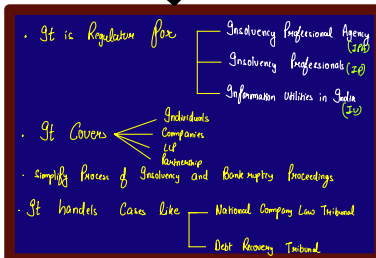 . It is Regulator for
Insolvency Professional Agency
(IPA)
Insolvency Professionals (IP)
Information Utilities in India
(IU)
. It Covers
Individuals
Companies
LLP
Partnership
. Simplify Process of Insolvency and Bankruptcy Proceedings
. It handels Cases like
National Company Law Tribunal
Debt Recovery Tribunal